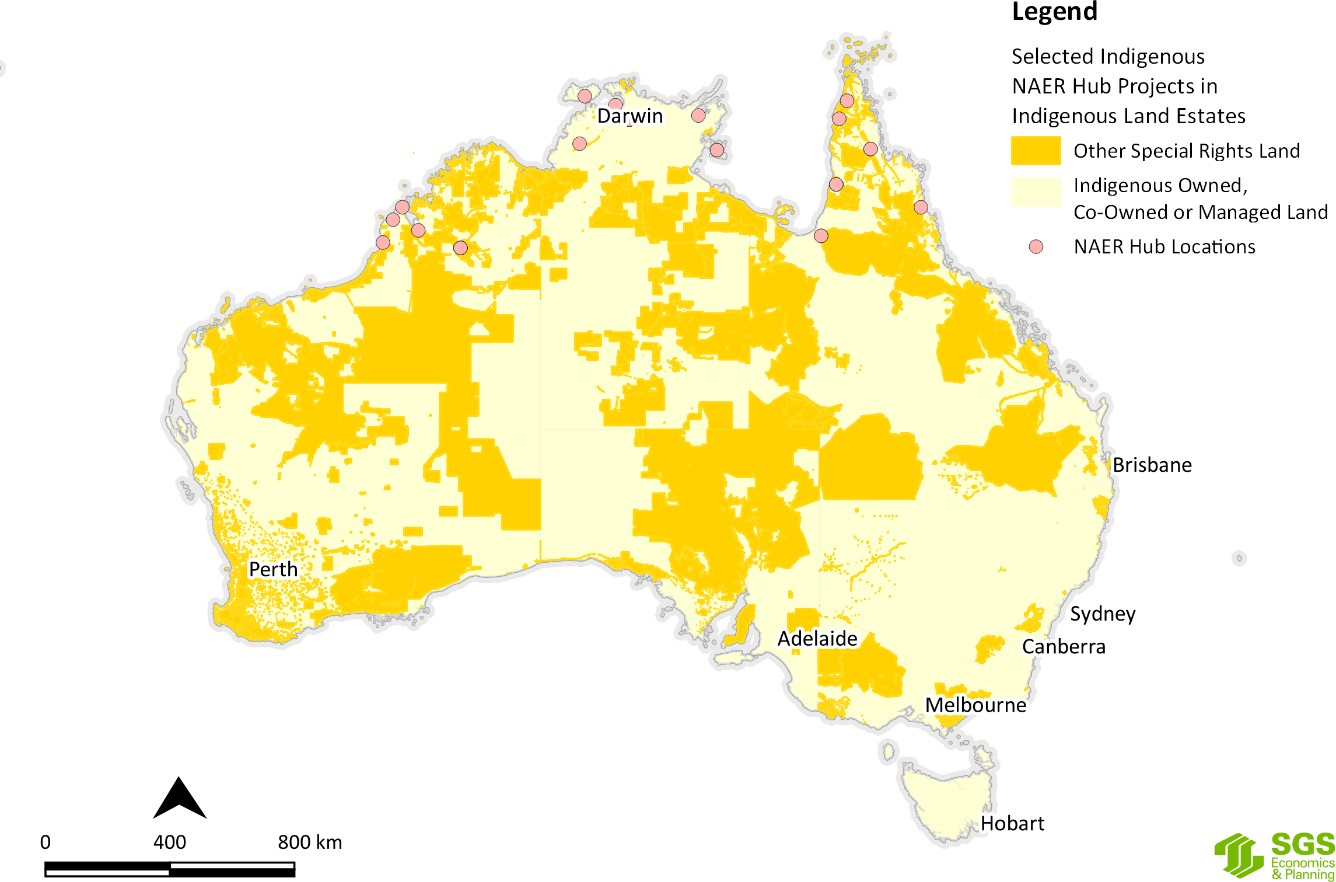 Legend
Selected Indigenous
NAER Hub Projects in
Indigenous Land Estates
Other Special Rights Land
Indigenous Owned,
Co-Owned or Managed Land
NAER Hub Locations
Darwin
Brisbane
Perth
Sydney
Adelaide
Canberra
Melbourne
Hobart
0 400 800 km
SGS
Economics
& Planning